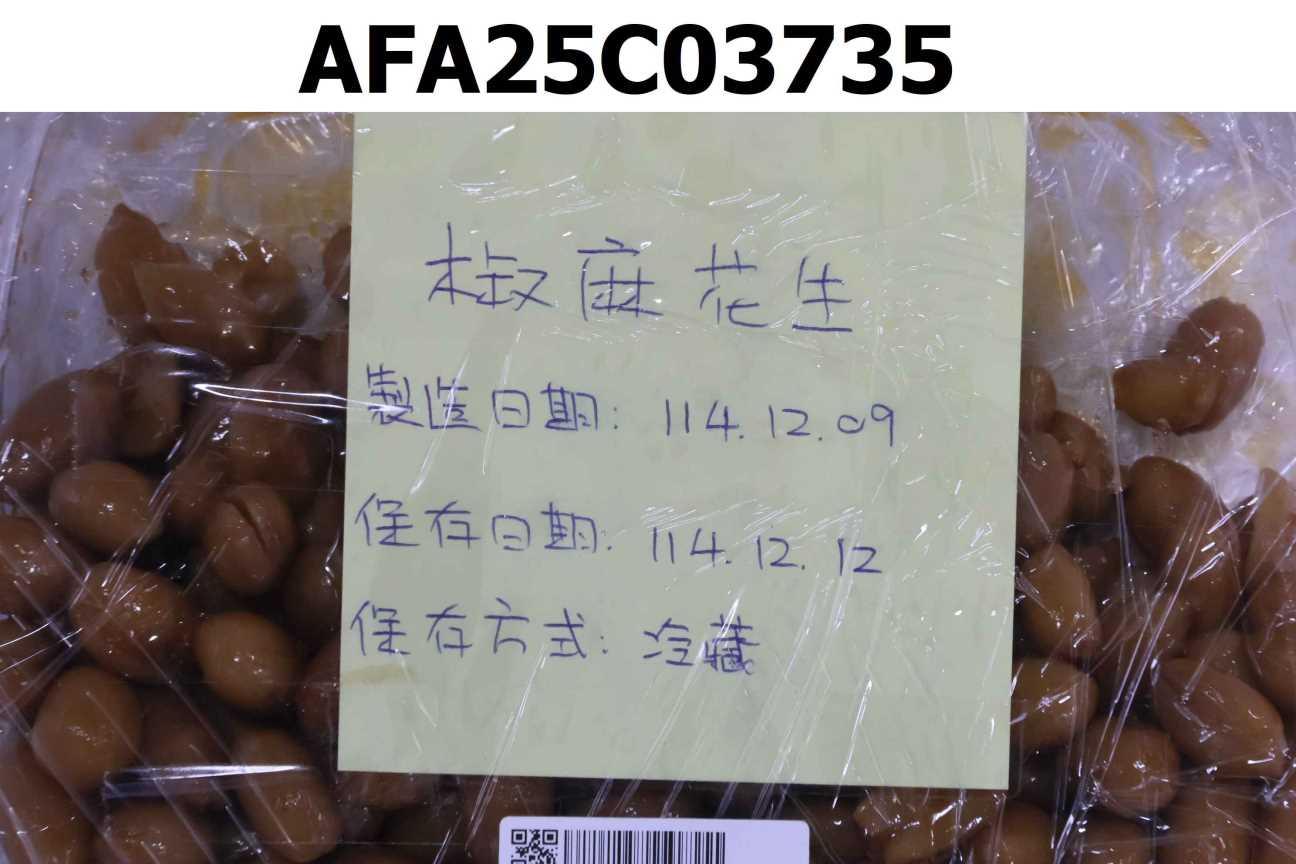 AFA25C03735
椒麻花生
製造日期: 114.12.09
保存日期: 114.12.12
保存方式: 冷藏